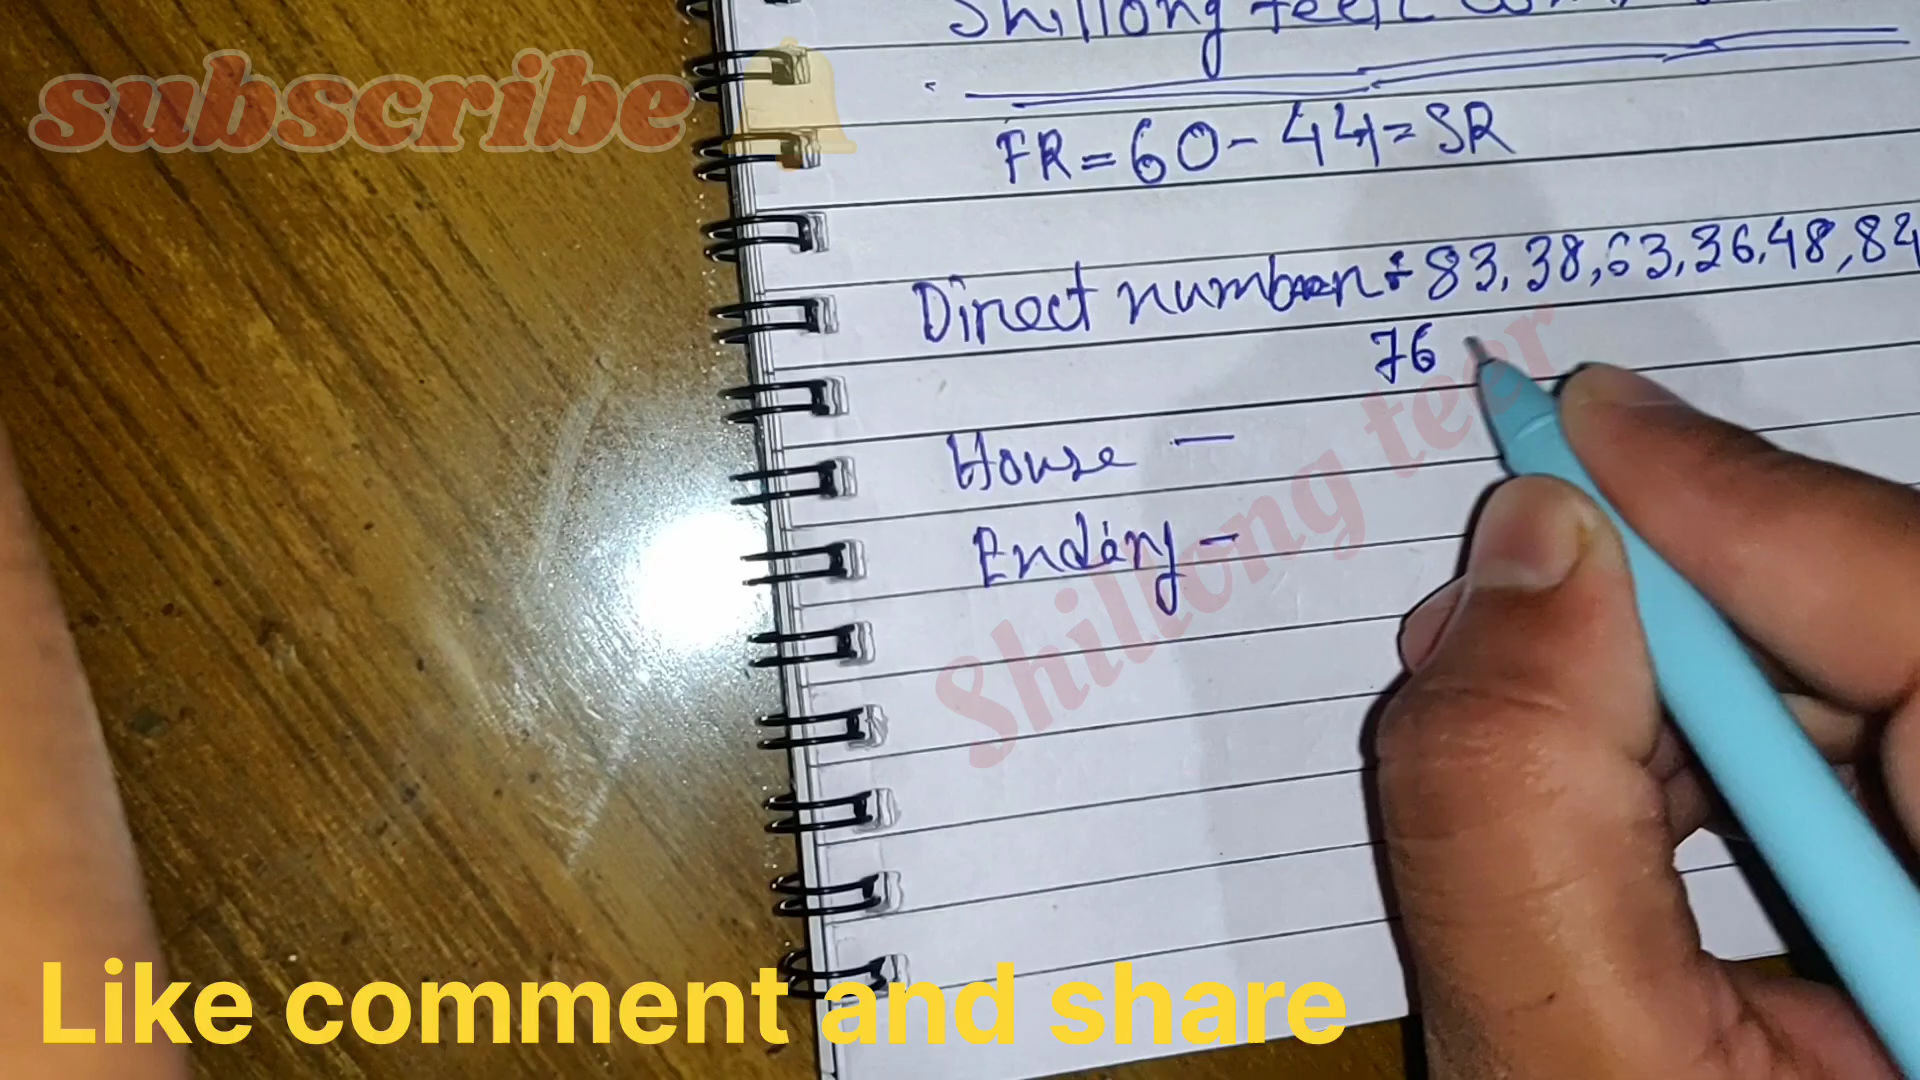 Shillong teer
subscribe
FR = 60 - 44 = SR
Direct number : 83, 38, 63, 36, 48, 84
76
House —
Ending —
Shillong teer
Like comment and share